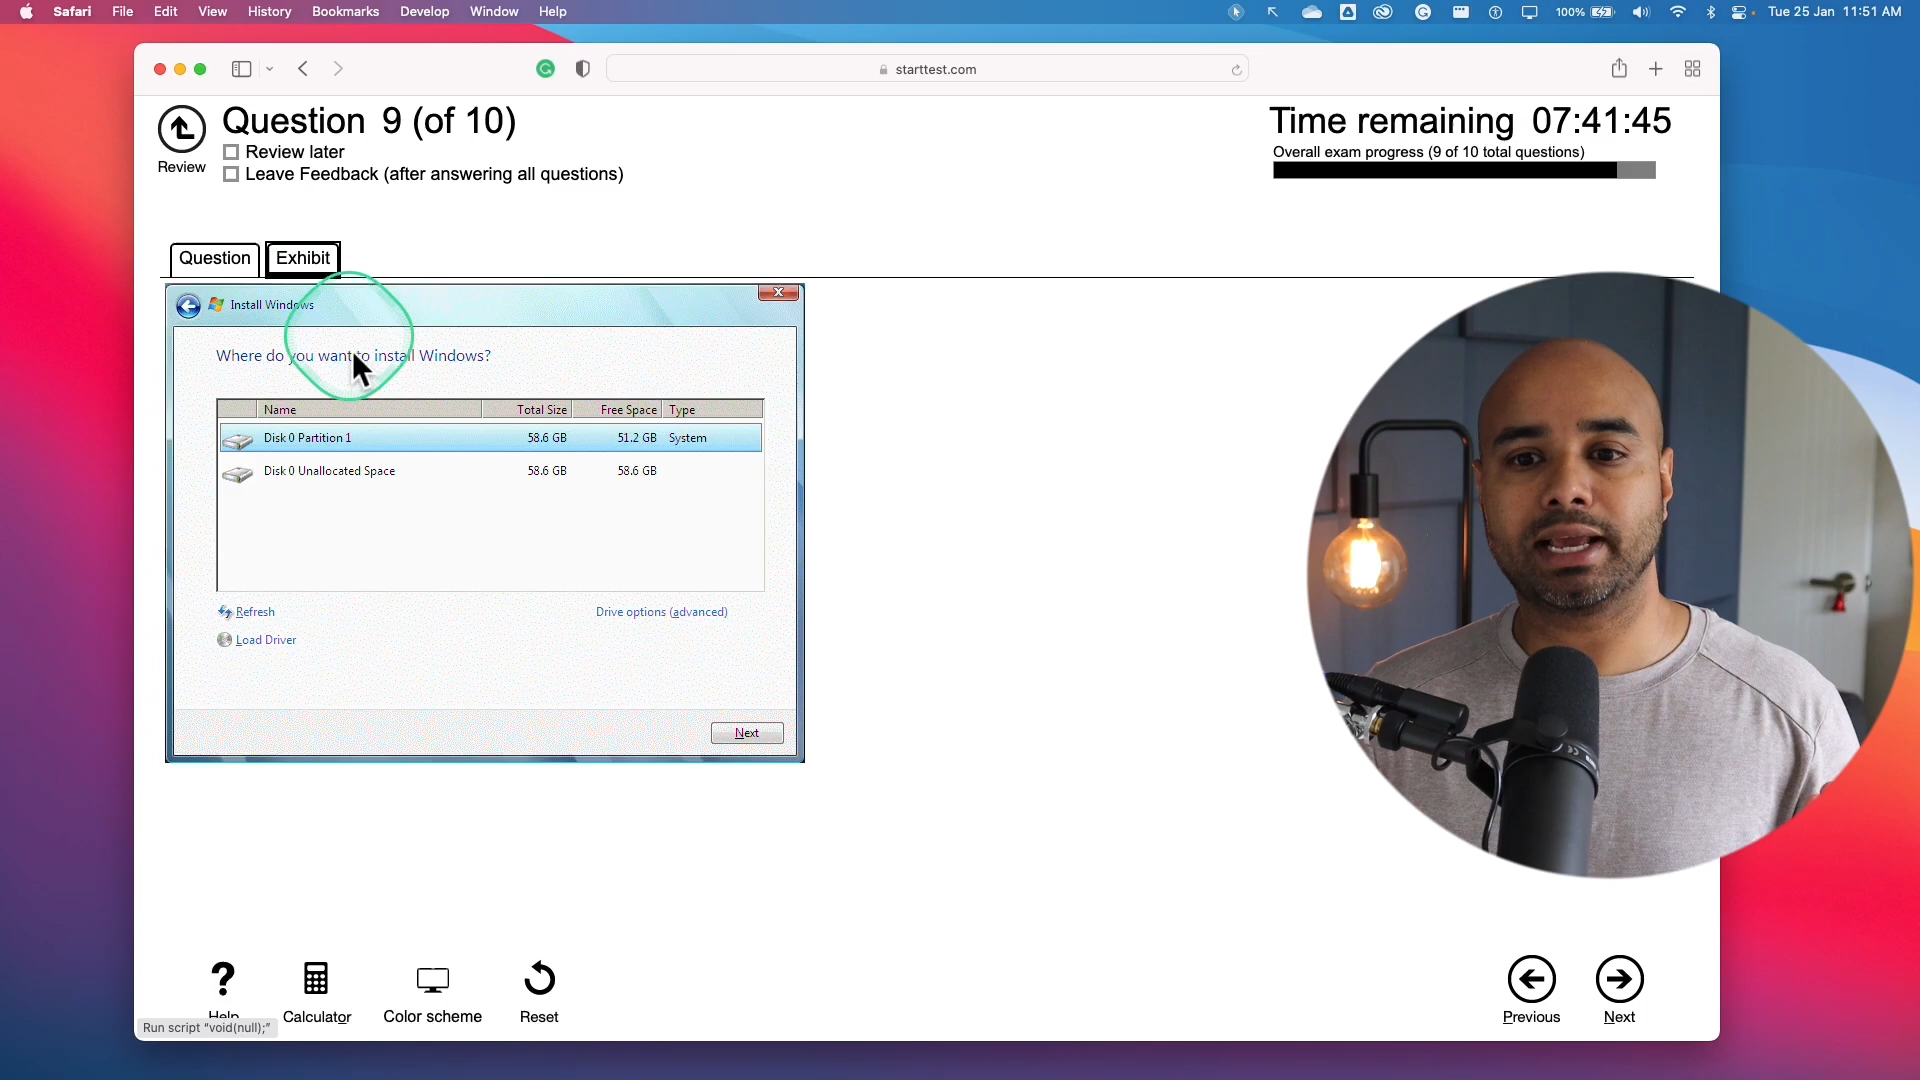 Safari File Edit View History Bookmarks Develop Window Help 100% Tue 25 Jan 11:51 AM
starttest.com
Question 9 (of 10)
Review later
Leave Feedback (after answering all questions)
Review
Time remaining 07:41:45
Overall exam progress (9 of 10 total questions)
Question Exhibit
Install Windows
Where do you want to install Windows?
Name Total Size Free Space Type
Disk 0 Partition 1 58.6 GB 51.2 GB System
Disk 0 Unallocated Space 58.6 GB 58.6 GB
Refresh Drive options (advanced)
Load Driver
Next
Help Calculator Color scheme Reset Previous Next
Run script “void(null);”